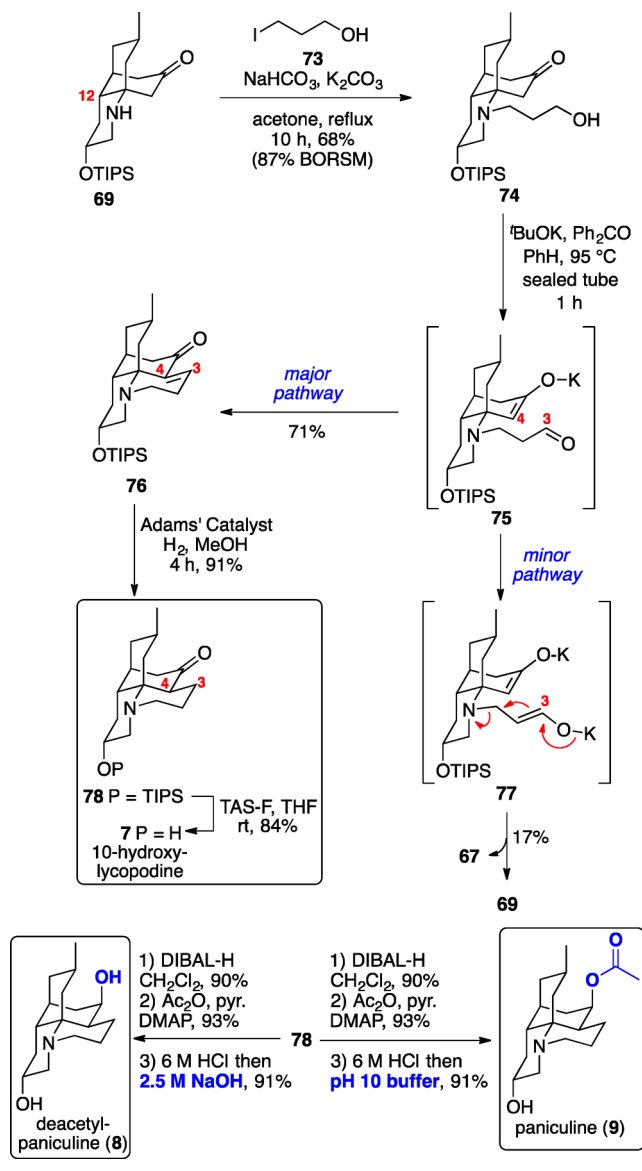 I OH
73
NaHCO3, K2CO3
acetone, reflux
10 h, 68%
(87% BORSM)
O
12
NH
OTIPS
69
O
N OH
OTIPS
74
tBuOK, Ph2CO
PhH, 95 °C
sealed tube
1 h
O
4 3
N
OTIPS
76
major
pathway
71%
O–K
4 3
N O
OTIPS
75
Adams' Catalyst
H2, MeOH
4 h, 91%
minor
pathway
O
4 3
N
OP
78 P = TIPS
TAS-F, THF
rt, 84%
7 P = H
10-hydroxy-
lycopodine
O-K
N 3
O–K
OTIPS
77
17%
67
69
OH
N
OH
deacetyl-
paniculine (8)
1) DIBAL-H
CH2Cl2, 90%
2) Ac2O, pyr.
DMAP, 93%
3) 6 M HCl then
2.5 M NaOH, 91%
78
1) DIBAL-H
CH2Cl2, 90%
2) Ac2O, pyr.
DMAP, 93%
3) 6 M HCl then
pH 10 buffer, 91%
O
O
N
OH
paniculine (9)